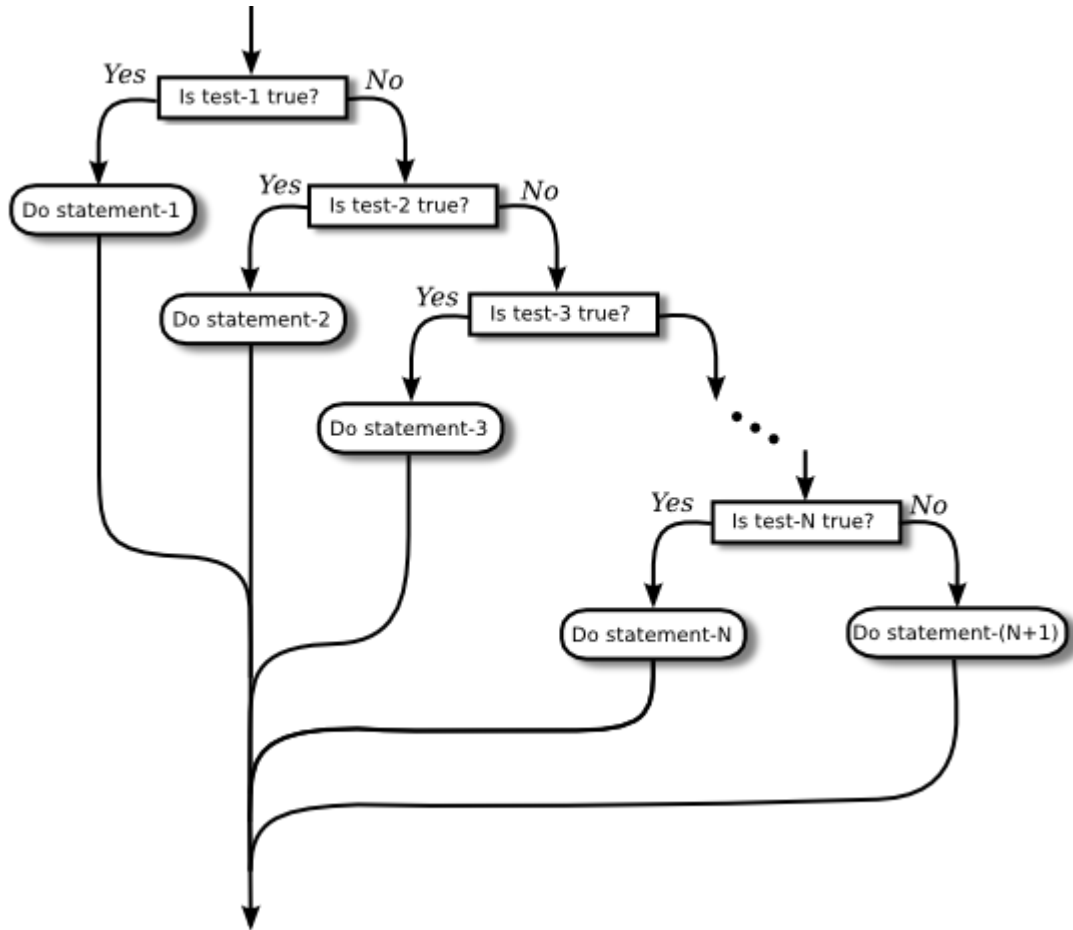 Yes
No
Is test-1 true?
Yes
No
Do statement-1
Is test-2 true?
Yes
Do statement-2
Is test-3 true?
Do statement-3
Yes
No
Is test-N true?
Do statement-N
Do statement-(N+1)